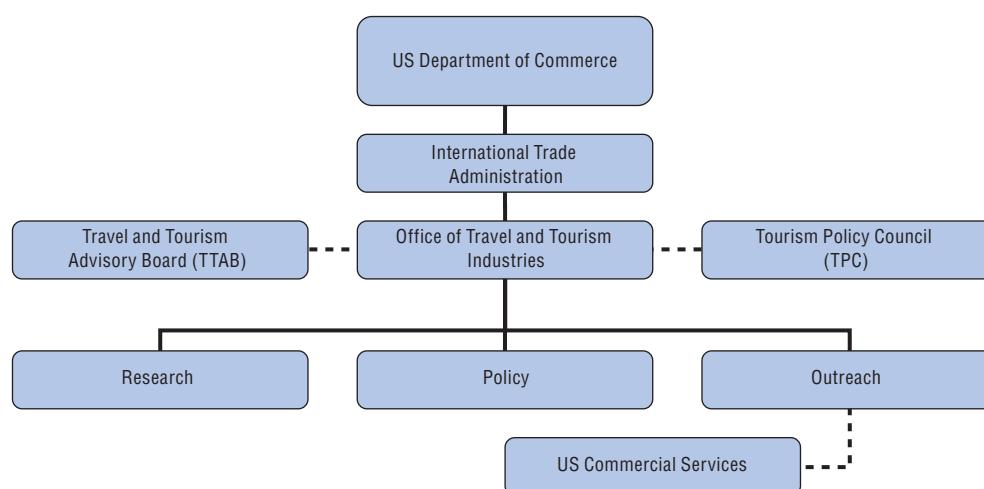 US Department of Commerce
International Trade
Administration
Travel and Tourism
Advisory Board (TTAB)
Office of Travel and Tourism
Industries
Tourism Policy Council
(TPC)
Research
Policy
Outreach
US Commercial Services